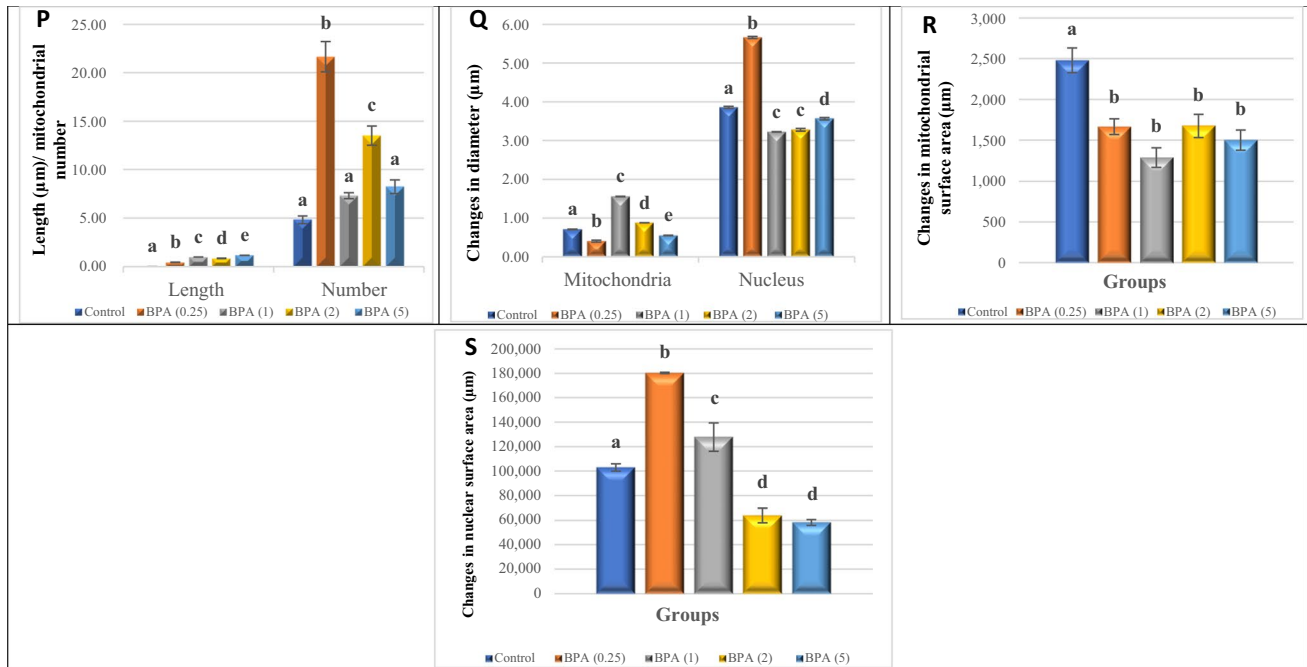 P
Length (μm)/ mitochondrial
number
25.00
20.00
15.00
10.00
5.00
0.00
a b c d e
a b a c a
Length Number
Control BPA (0.25) BPA (1) BPA (2) BPA (5)
Q
Changes in diameter (μm)
6.00
5.00
4.00
3.00
2.00
1.00
0.00
a b c d e
a b c c d
Mitochondria Nucleus
Control BPA (0.25) BPA (1) BPA (2) BPA (5)
R
Changes in mitochondrial
surface area (μm)
3,000
2,500
2,000
1,500
1,000
500
0
a b b b b
Groups
Control BPA (0.25) BPA (1) BPA (2) BPA (5)
S
Changes in nuclear surface area (μm)
200,000
180,000
160,000
140,000
120,000
100,000
80,000
60,000
40,000
20,000
0
a b c d d
Groups
Control BPA (0.25) BPA (1) BPA (2) BPA (5)